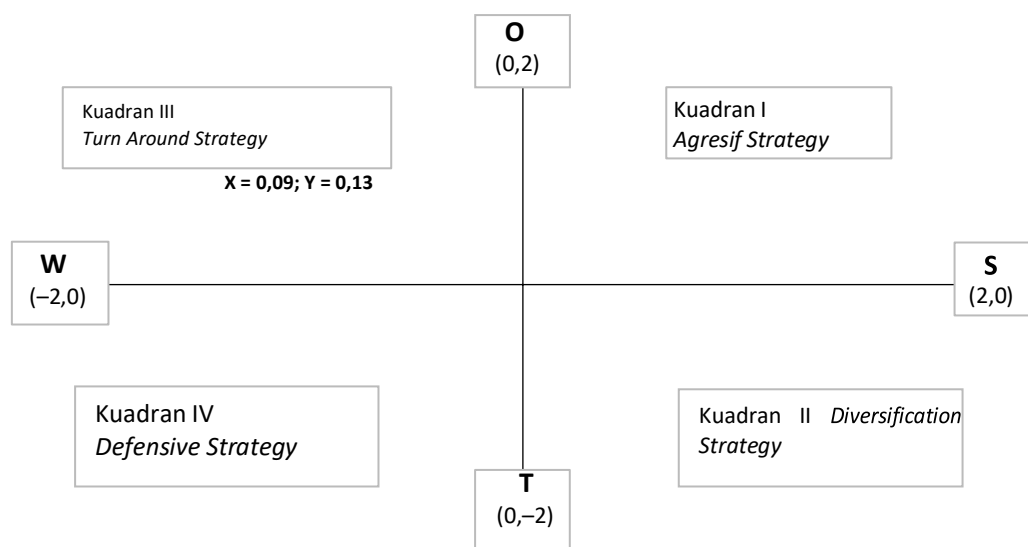 O
(0,2)
Kuadran III
Turn Around Strategy
Kuadran I
Agresif Strategy
X = 0,09; Y = 0,13
W
(–2,0)
S
(2,0)
Kuadran IV
Defensive Strategy
Kuadran II Diversification
Strategy
T
(0,–2)